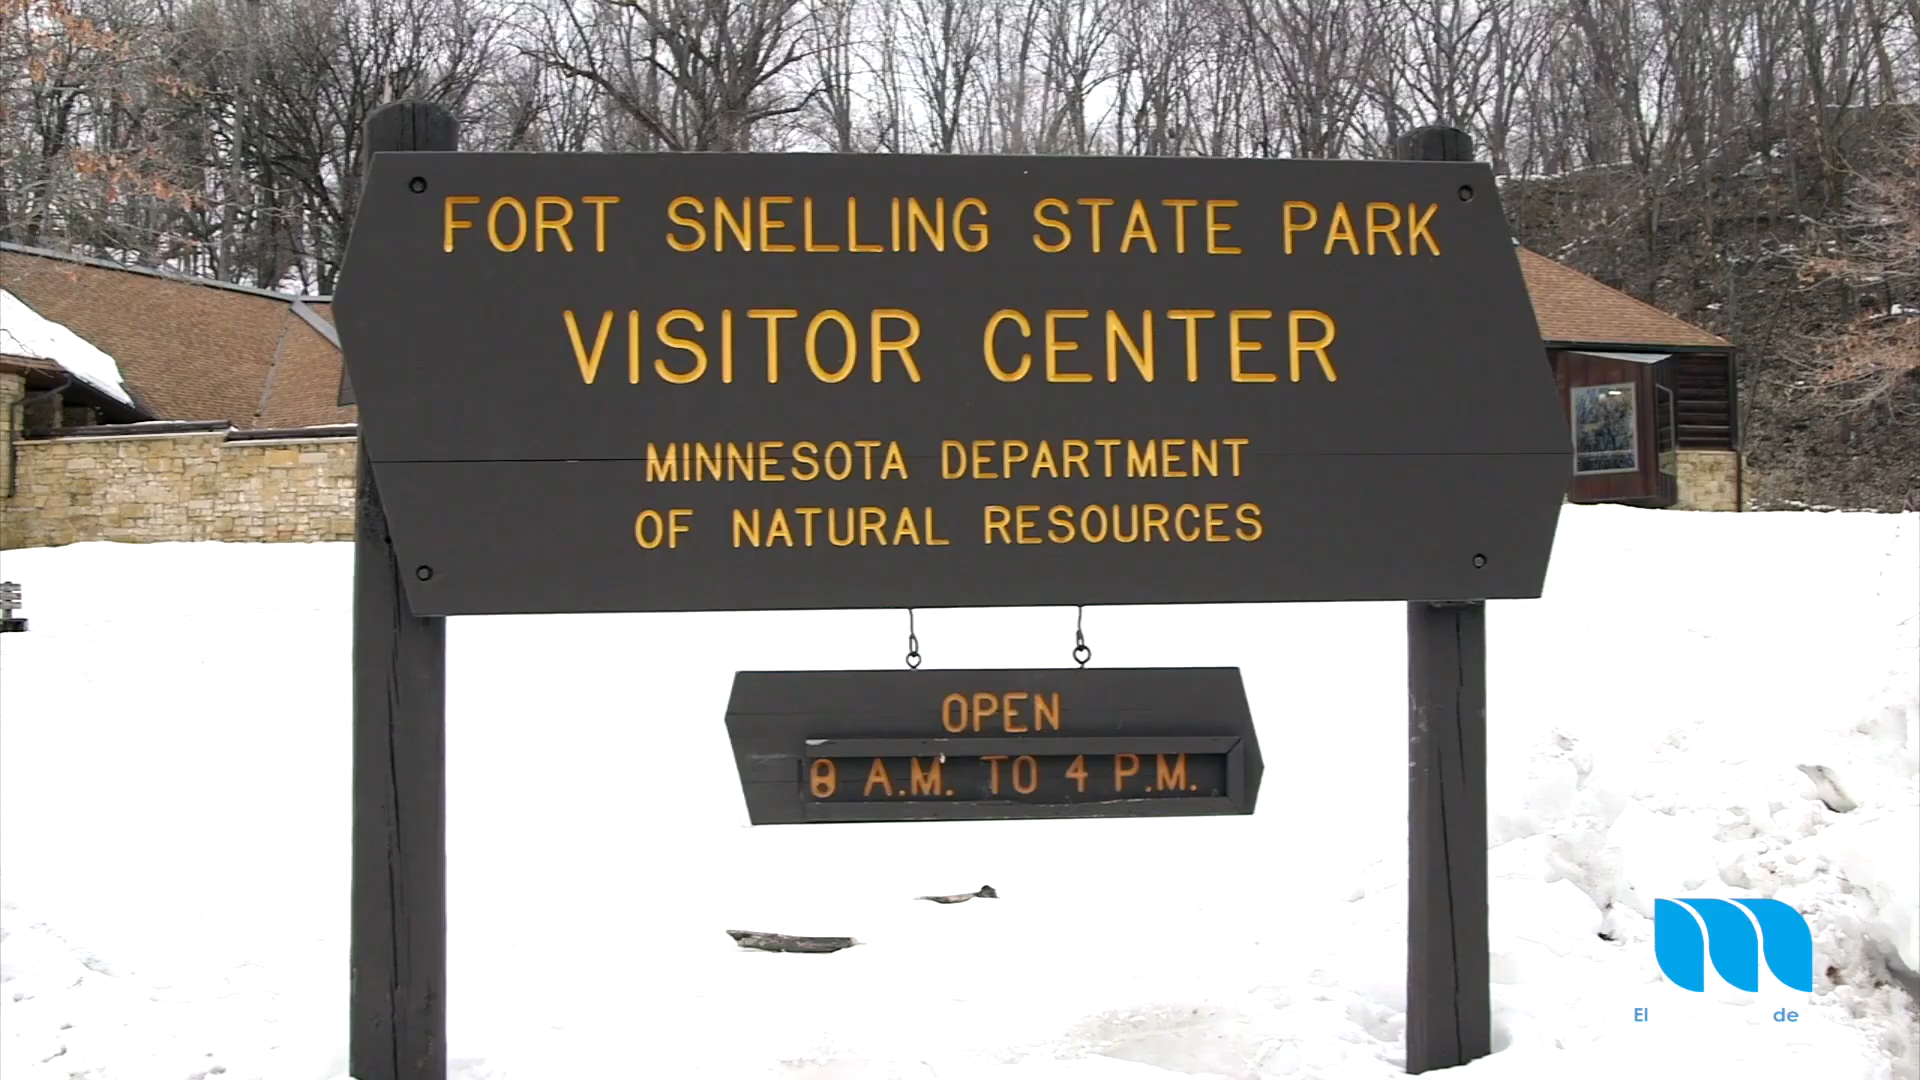 FORT SNELLING STATE PARK
VISITOR CENTER
MINNESOTA DEPARTMENT
OF NATURAL RESOURCES
OPEN
8 A.M. TO 4 P.M.
El de